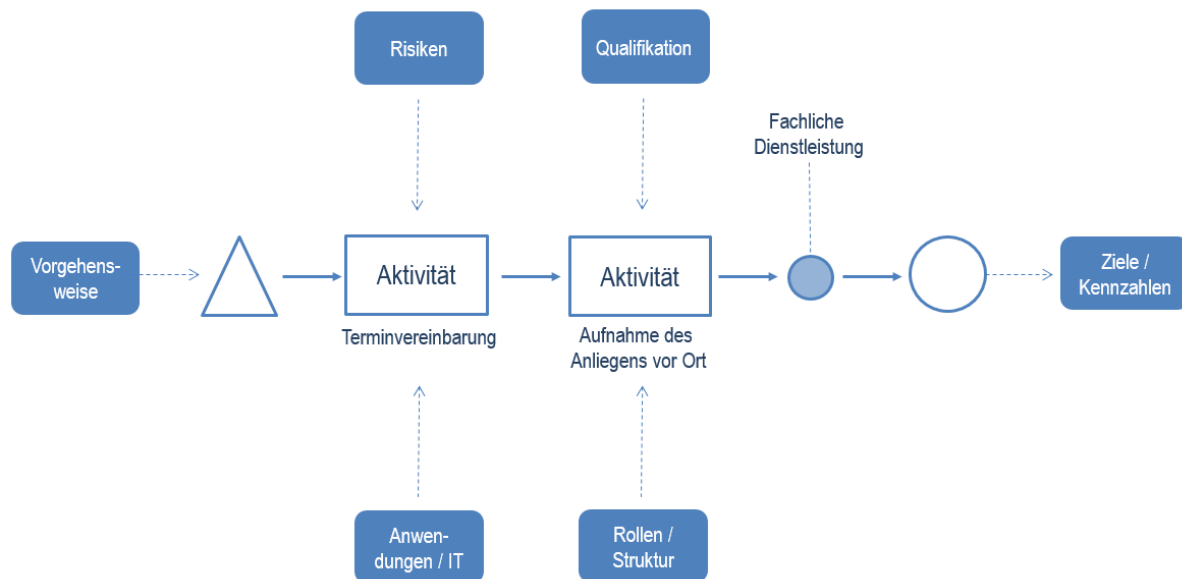 Risiken
Qualifikation
Fachliche
Dienstleistung
Vorgehens-
weise
Aktivität
Terminvereinbarung
Aktivität
Aufnahme des
Anliegens vor Ort
Ziele /
Kennzahlen
Anwen-
dungen / IT
Rollen /
Struktur